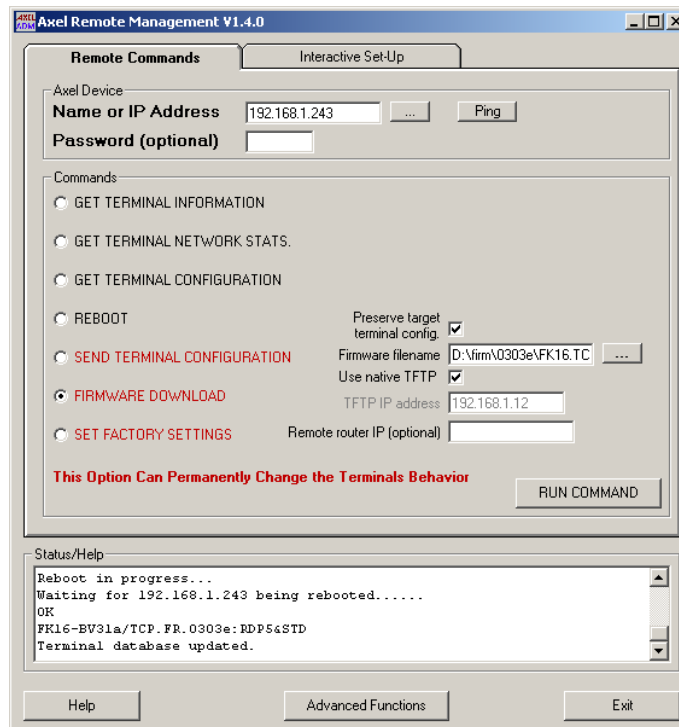 AXEL
ADM
Axel Remote Management V1.4.0
Remote Commands
Interactive Set-Up
Axel Device
Name or IP Address
192.168.1.243
...
Ping
Password (optional)
Commands
GET TERMINAL INFORMATION
GET TERMINAL NETWORK STATS.
GET TERMINAL CONFIGURATION
REBOOT
Preserve target
terminal config.
SEND TERMINAL CONFIGURATION
Firmware filename
D:\firm\0303e\FK16.TC
...
Use native TFTP
FIRMWARE DOWNLOAD
TFTP IP address
192.168.1.12
SET FACTORY SETTINGS
Remote router IP (optional)
This Option Can Permanently Change the Terminals Behavior
RUN COMMAND
Status/Help
Reboot in progress...
Waiting for 192.168.1.243 being rebooted......
OK
FK16-BV31a/TCP.FR.0303e:RDP5&STD
Terminal database updated.
Help
Advanced Functions
Exit